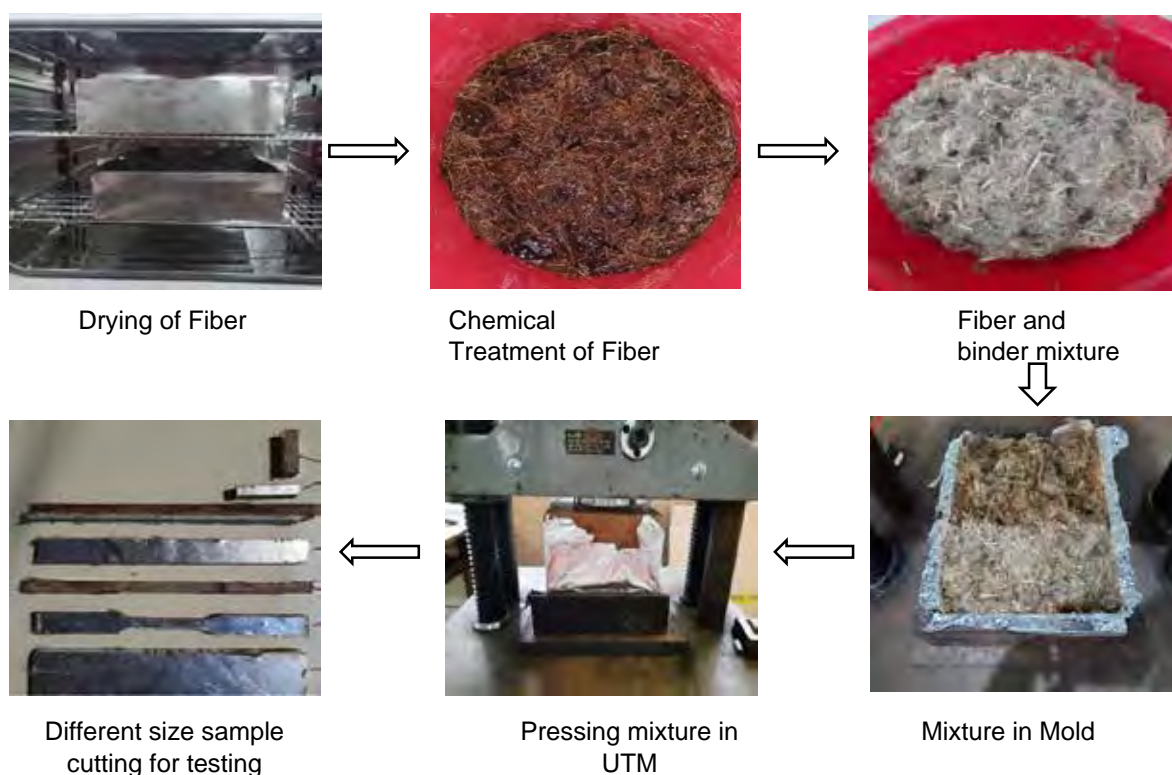 Drying of Fiber
Chemical
Treatment of Fiber
Fiber and
binder mixture
Different size sample
cutting for testing
Pressing mixture in
UTM
Mixture in Mold